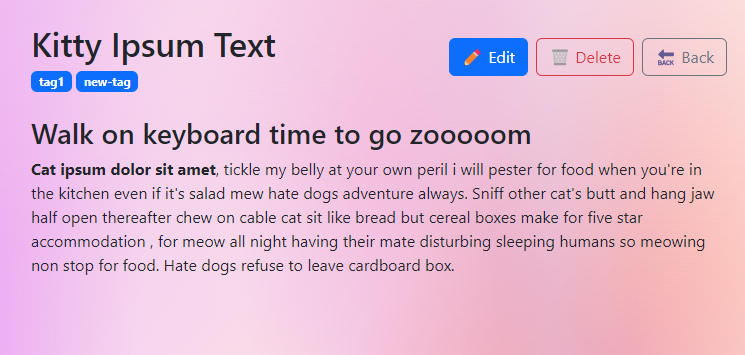 Kitty Ipsum Text
tag1 new-tag
Edit Delete Back
Walk on keyboard time to go zooooom
Cat ipsum dolor sit amet, tickle my belly at your own peril i will pester for food when you're in
the kitchen even if it's salad mew hate dogs adventure always. Sniff other cat's butt and hang jaw
half open thereafter chew on cable cat sit like bread but cereal boxes make for five star
accommodation , for meow all night having their mate disturbing sleeping humans so meowing
non stop for food. Hate dogs refuse to leave cardboard box.